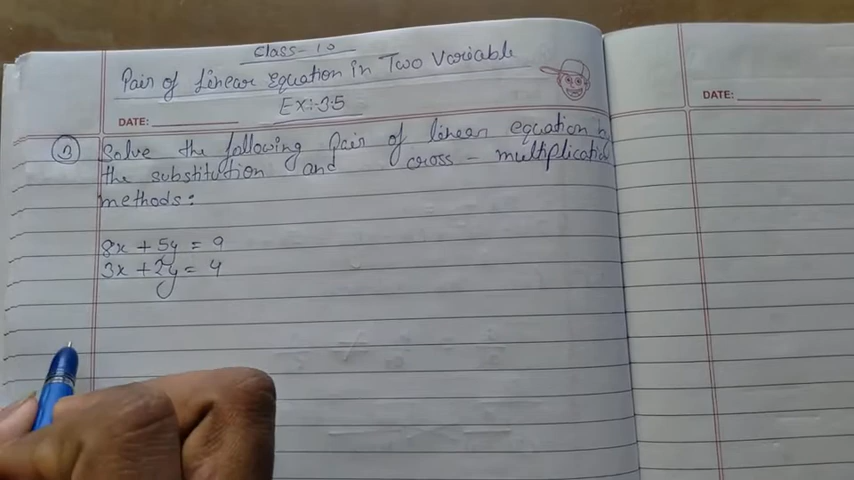 Class-10
Pair of Linear Equation in Two Variable
Ex:-3.5
DATE:
DATE:
3 Solve the following Pair of linear equation by
the substitution and cross-multiplication
methods:
8x + 5y = 9
3x + 2y = 4